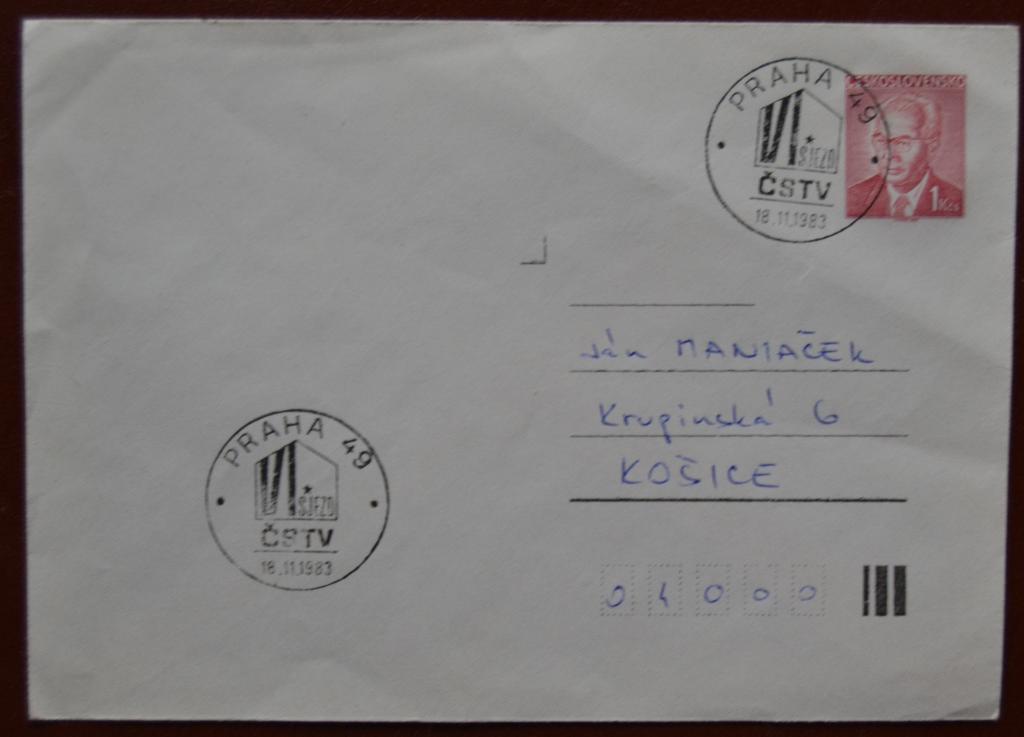 PRAHA 49
VI
SJEZD
ČSTV
18.11.1983
ČESKOSLOVENSKO
1 Kčs
Ján MANIAČEK
Krupinská 6
KOŠICE
04000
PRAHA 49
VI
SJEZD
ČSTV
18.11.1983